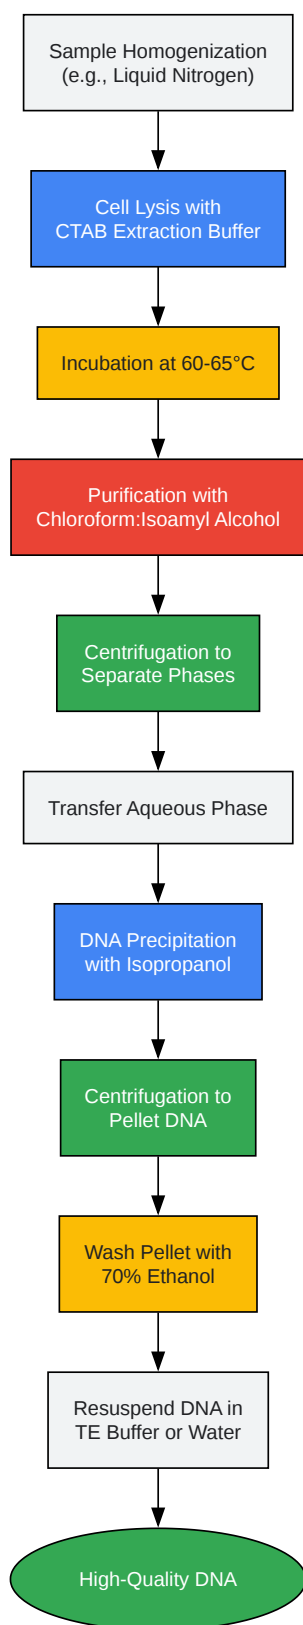 Sample Homogenization
(e.g., Liquid Nitrogen)
Cell Lysis with
CTAB Extraction Buffer
Incubation at 60-65°C
Purification with
Chloroform:Isoamyl Alcohol
Centrifugation to
Separate Phases
Transfer Aqueous Phase
DNA Precipitation
with Isopropanol
Centrifugation to
Pellet DNA
Wash Pellet with
70% Ethanol
Resuspend DNA in
TE Buffer or Water
High-Quality DNA